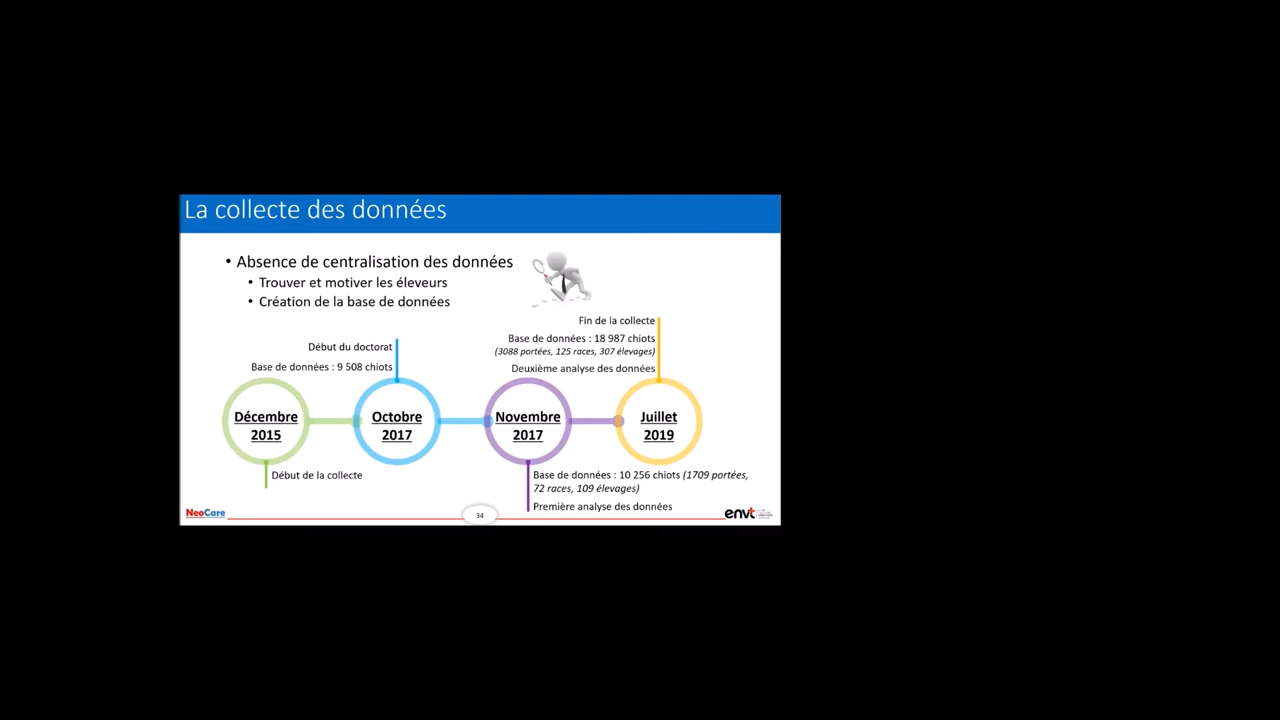 La collecte des données
• Absence de centralisation des données
• Trouver et motiver les éleveurs
• Création de la base de données
Fin de la collecte
Base de données : 18 987 chiots
(3088 portées, 125 races, 307 élevages)
Deuxième analyse des données
Début du doctorat
Base de données : 9 508 chiots
Décembre
2015
Octobre
2017
Novembre
2017
Juillet
2019
Début de la collecte
Base de données : 10 256 chiots (1709 portées,
72 races, 109 élevages)
Première analyse des données
NeoCare
34
envt